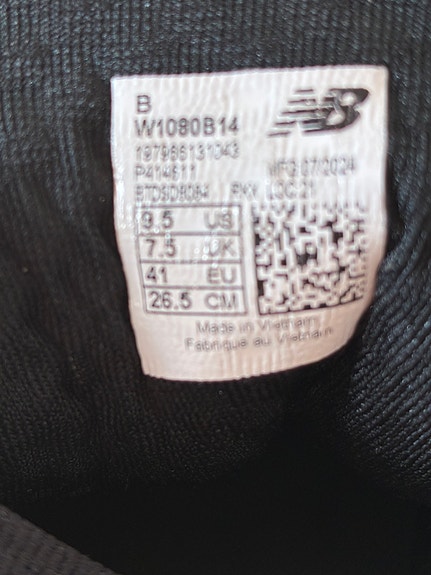 B
W1080B14
197966131043
P414611 MFG 07/2024
9.5 US
7.5 UK
41 EU
26.5 CM
Made in Vietnam
Fabriqué au Vietnam